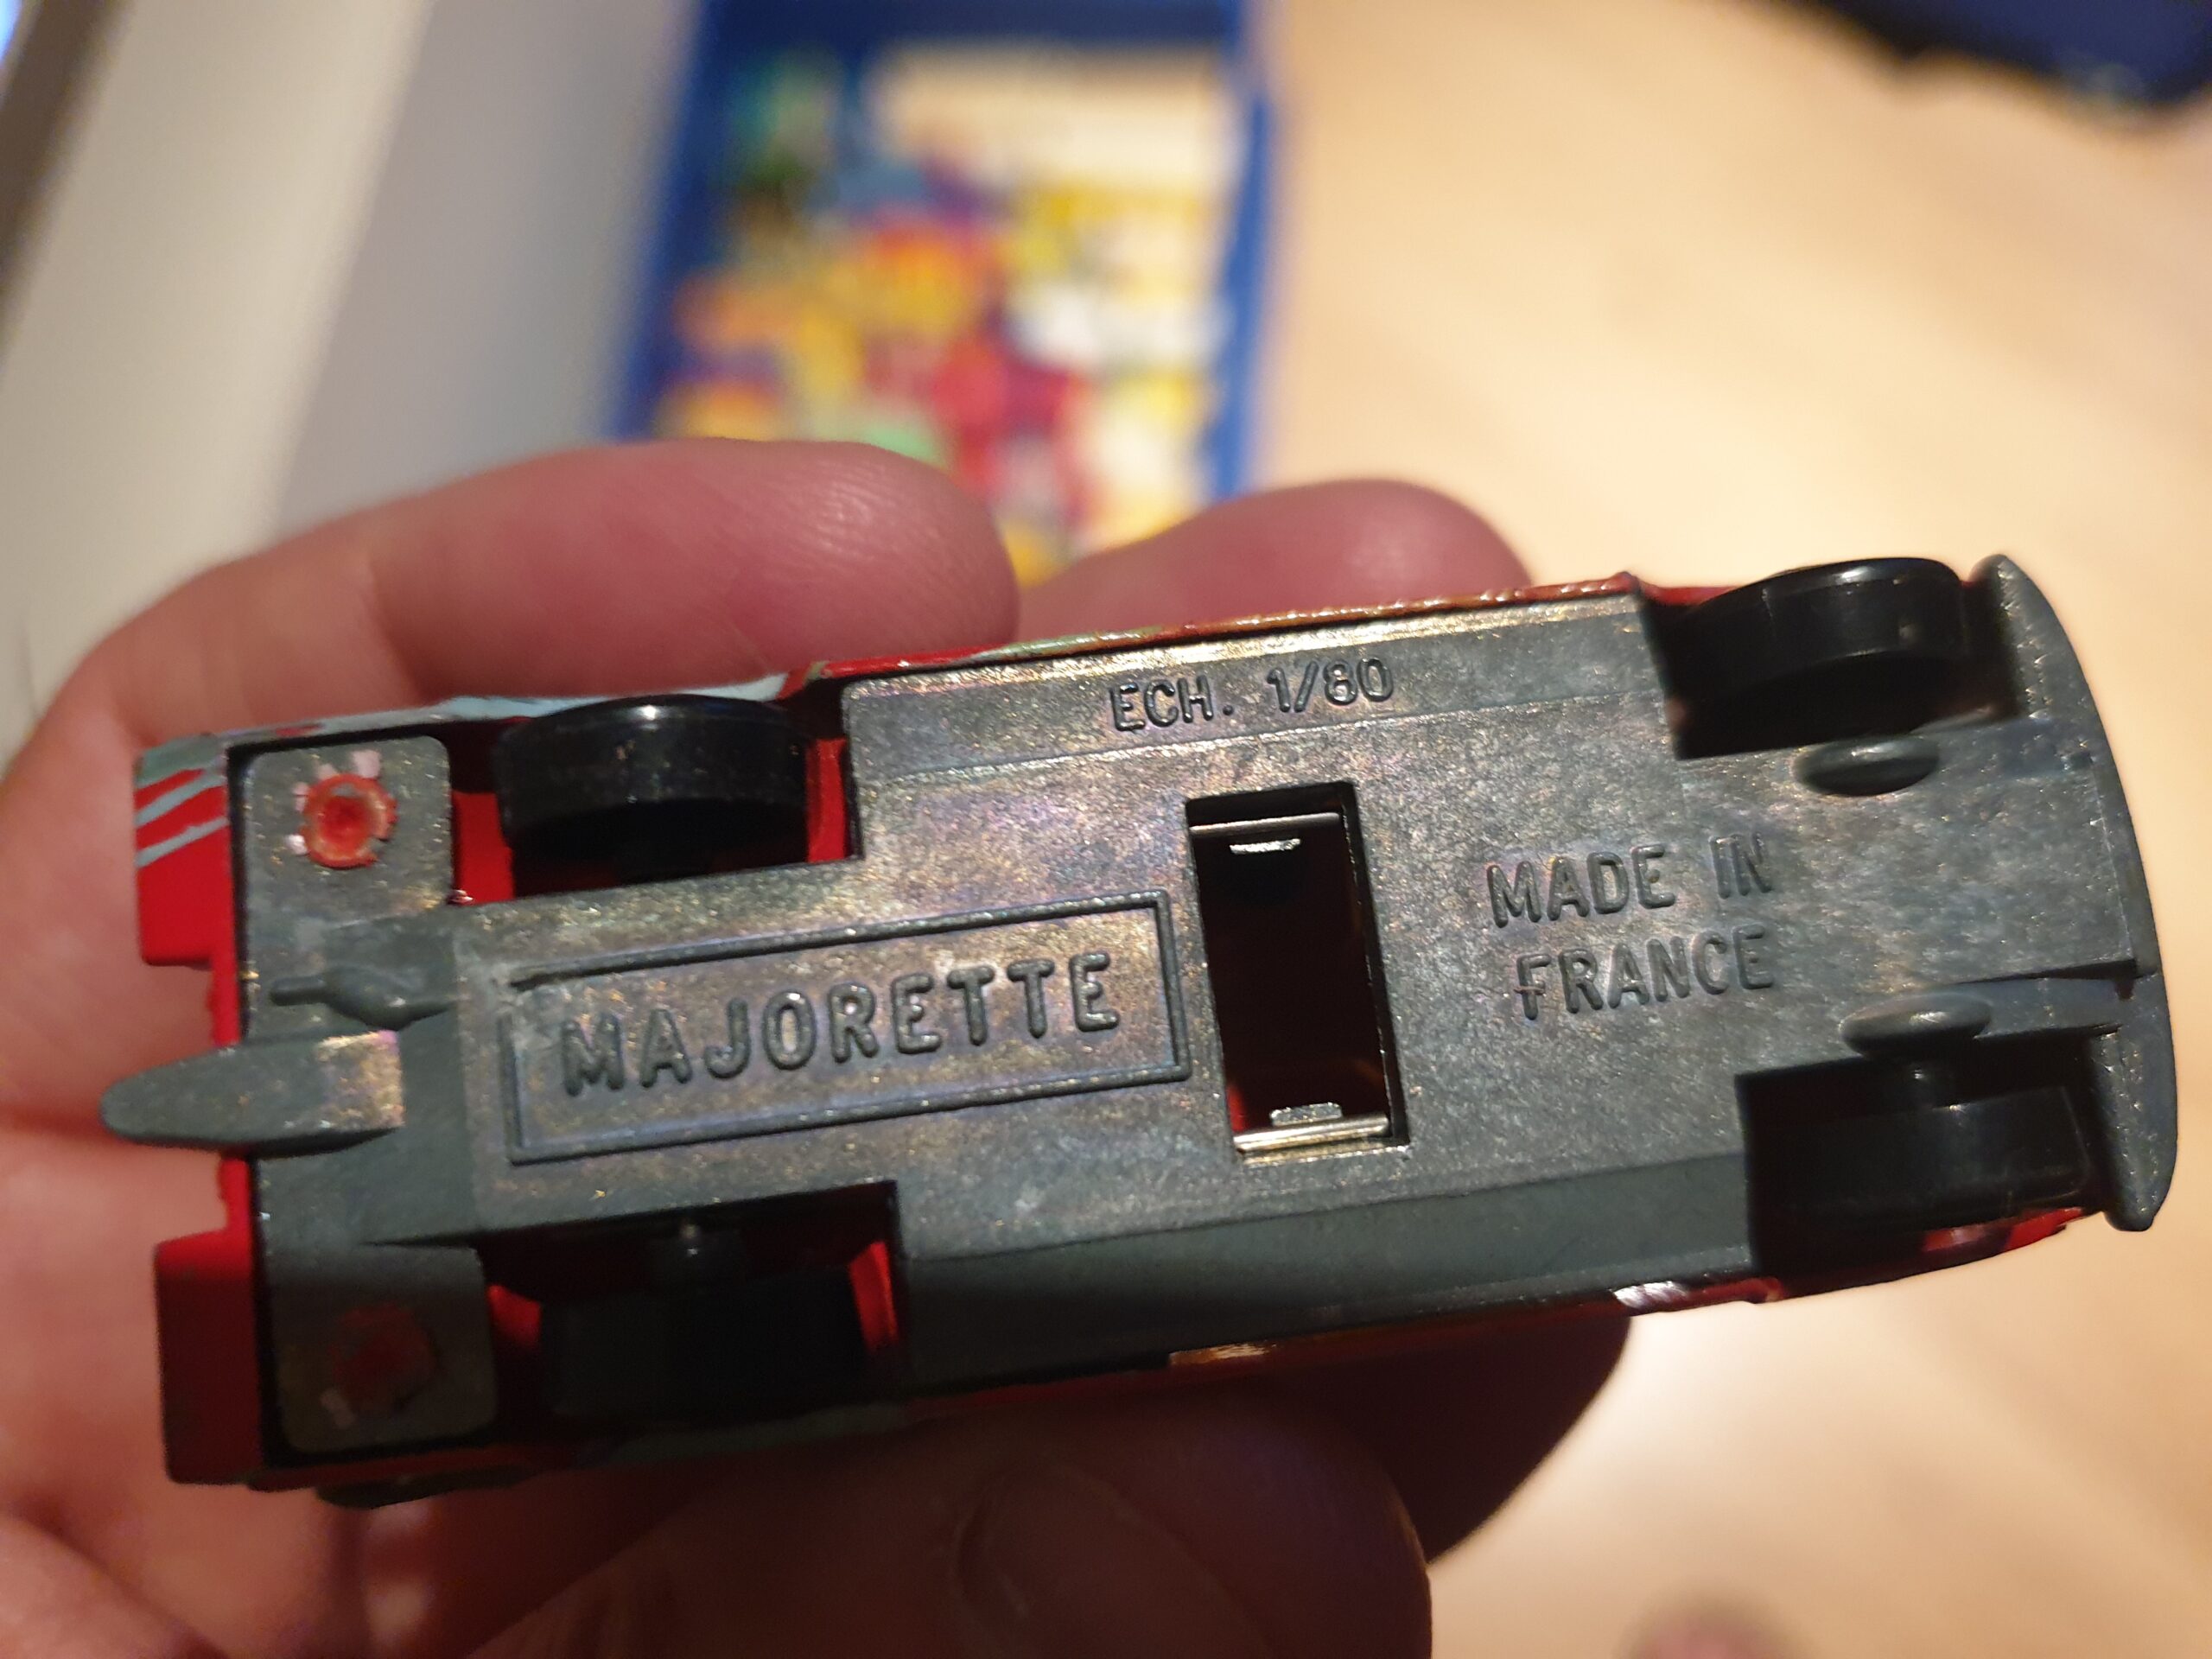 ECH. 1/80
MADE IN
FRANCE
MAJORETTE